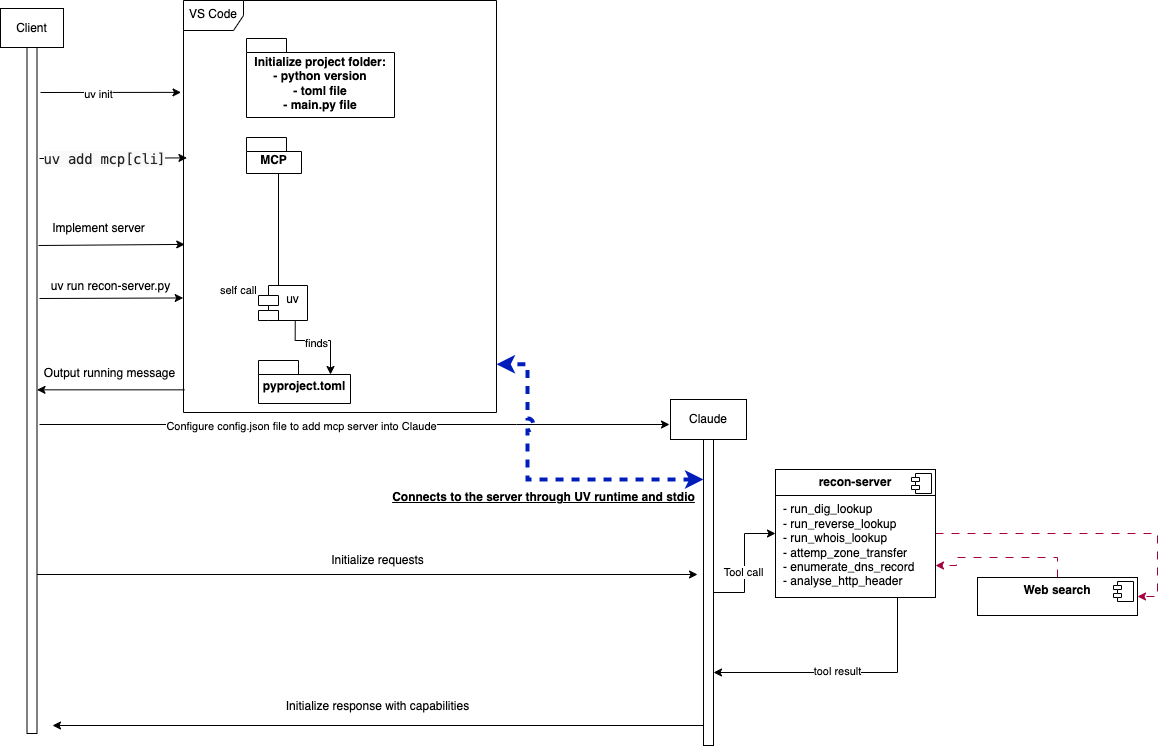 Client
VS Code
Initialize project folder:
- python version
- toml file
- main.py file
uv init
uv add mcp[cli]
MCP
Implement server
uv run recon-server.py
self call
uv
finds
Output running message
pyproject.toml
Configure config.json file to add mcp server into Claude
Claude
Connects to the server through UV runtime and stdio
recon-server
- run_dig_lookup
- run_reverse_lookup
- run_whois_lookup
- attemp_zone_transfer
- enumerate_dns_record
- analyse_http_header
Initialize requests
Tool call
Web search
tool result
Initialize response with capabilities